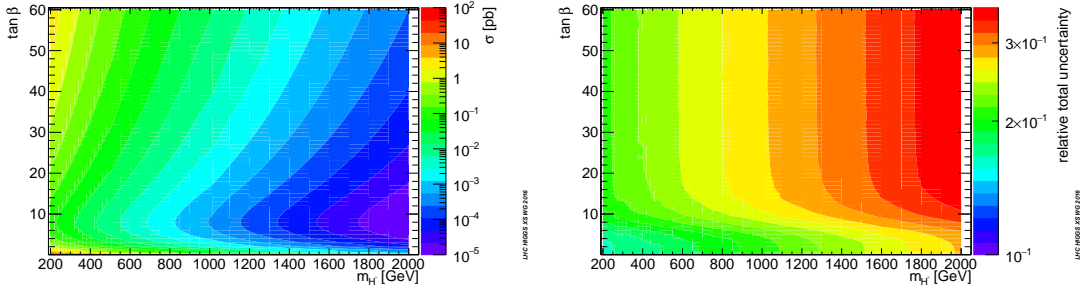 tan β
60
50
40
30
20
10
200 400 600 800 1000 1200 1400 1600 1800 2000
m_H⁻ [GeV]
σ [pb]
10²
10
1
10⁻¹
10⁻²
10⁻³
10⁻⁴
10⁻⁵
LHC HIGGS XS WG 2016
tan β
60
50
40
30
20
10
200 400 600 800 1000 1200 1400 1600 1800 2000
m_H⁻ [GeV]
relative total uncertainty
3×10⁻¹
2×10⁻¹
10⁻¹
LHC HIGGS XS WG 2016